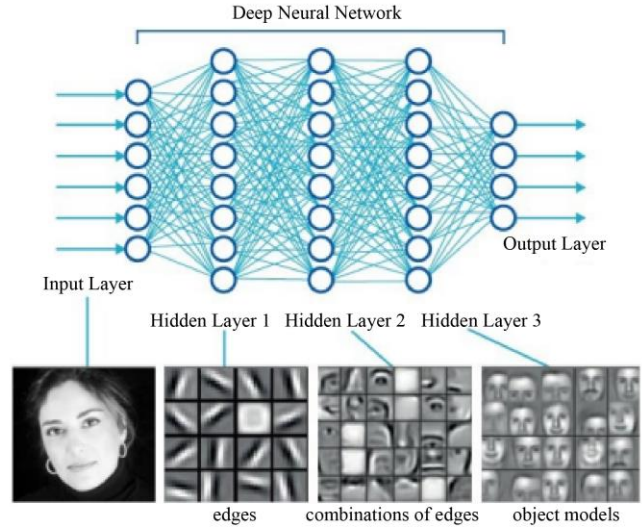 Deep Neural Network
Output Layer
Input Layer
Hidden Layer 1
Hidden Layer 2
Hidden Layer 3
edges
combinations of edges
object models